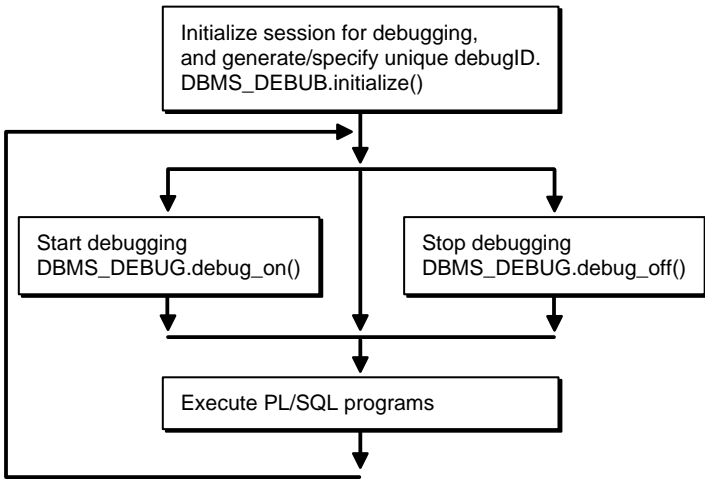 Initialize session for debugging,
and generate/specify unique debugID.
DBMS_DEBUB.initialize()
Start debugging
DBMS_DEBUG.debug_on()
Stop debugging
DBMS_DEBUG.debug_off()
Execute PL/SQL programs